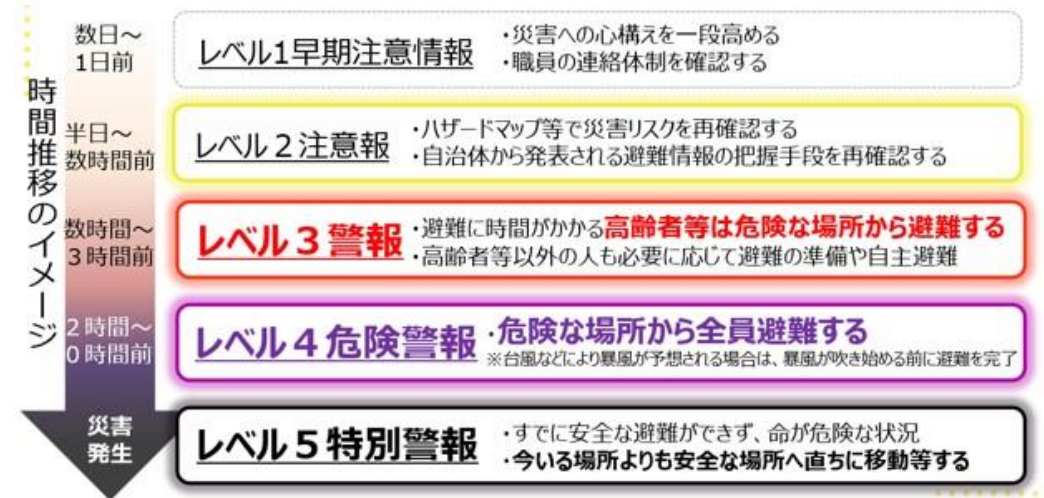 時間推移のイメージ
数日～
1日前
レベル1早期注意情報
・災害への心構えを一段高める
・職員の連絡体制を確認する
半日～
数時間前
レベル２注意報
・ハザードマップ等で災害リスクを再確認する
・自治体から発表される避難情報の把握手段を再確認する
数時間～
３時間前
レベル３警報
・避難に時間がかかる高齢者等は危険な場所から避難する
・高齢者等以外の人も必要に応じて避難の準備や自主避難
２時間～
０時間前
レベル４危険警報
・危険な場所から全員避難する
※台風などにより暴風が予想される場合は、暴風が吹き始める前に避難を完了
災害
発生
レベル５特別警報
・すでに安全な避難ができず、命が危険な状況
・今いる場所よりも安全な場所へ直ちに移動等する